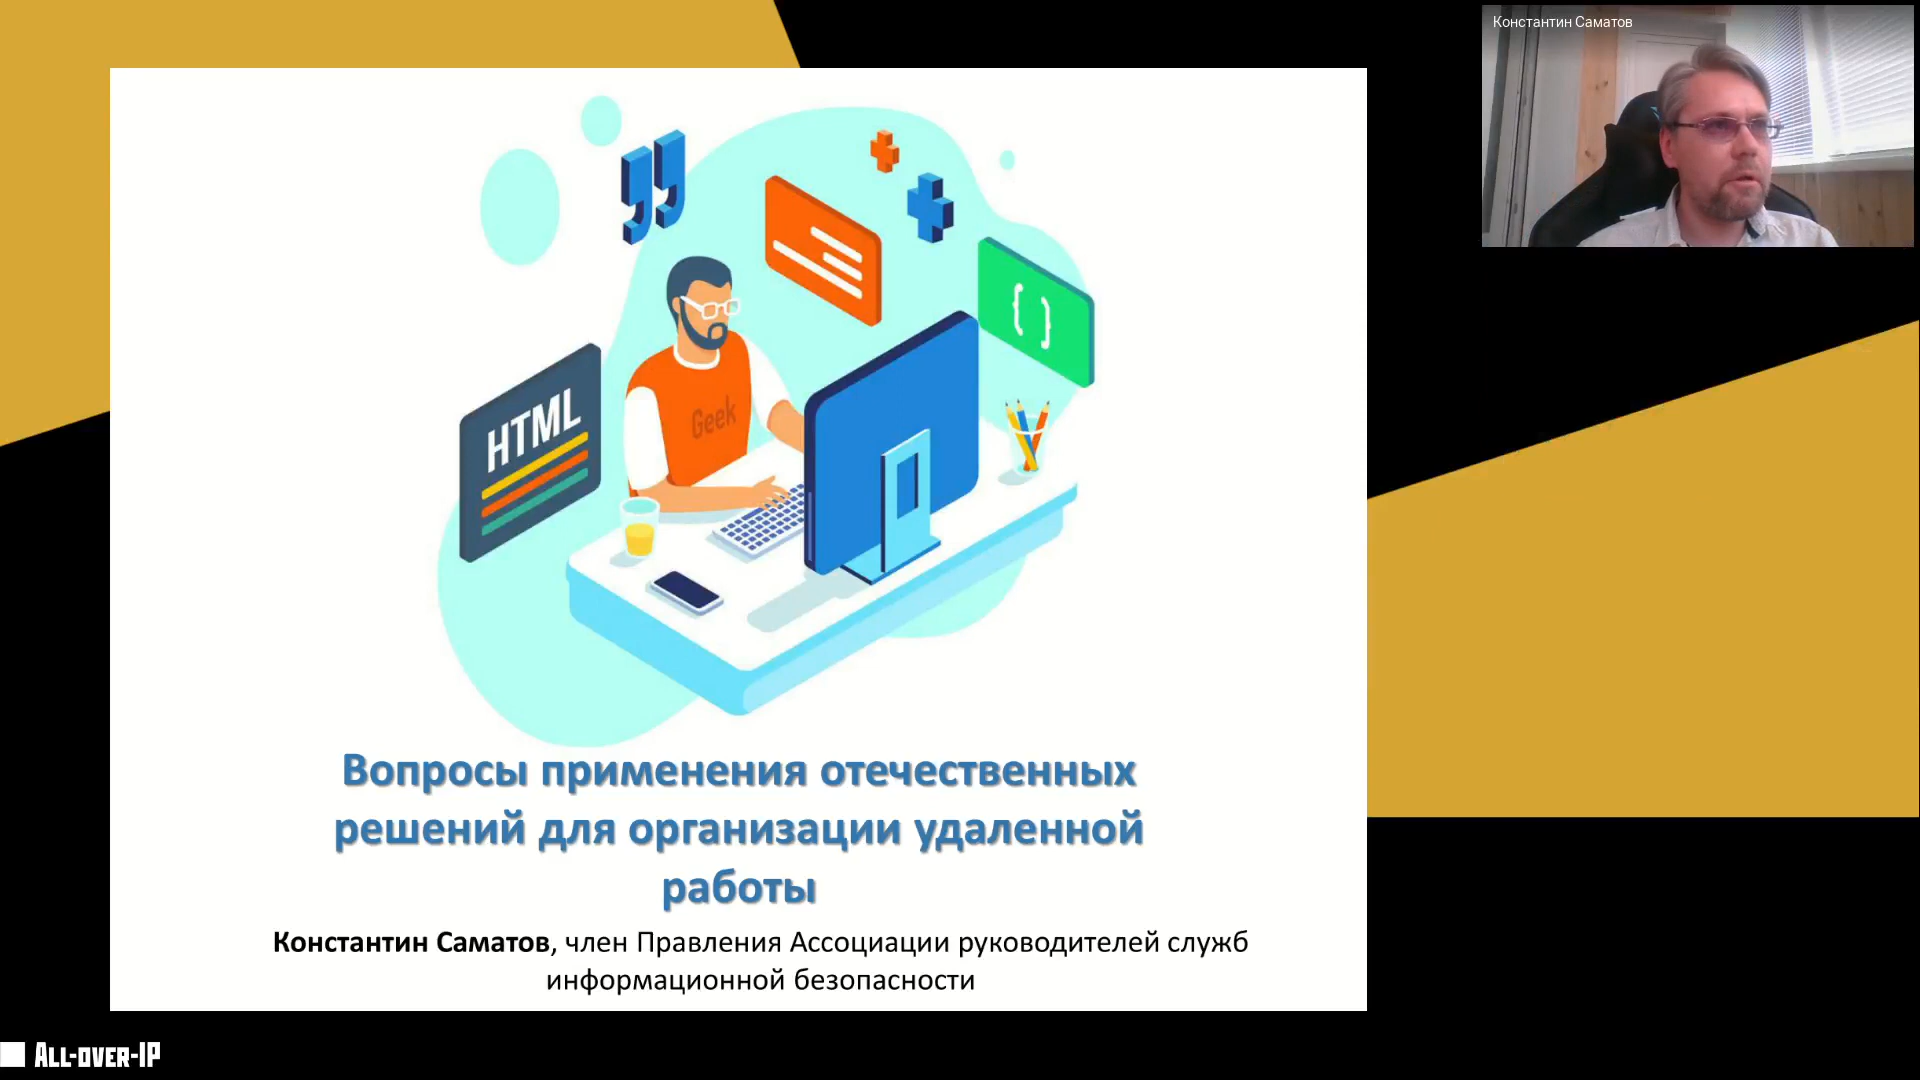 Константин Саматов
HTML
Geek
{ }
Вопросы применения отечественных
решений для организации удаленной
работы
Константин Саматов, член Правления Ассоциации руководителей служб
информационной безопасности
ALL-OVER-IP